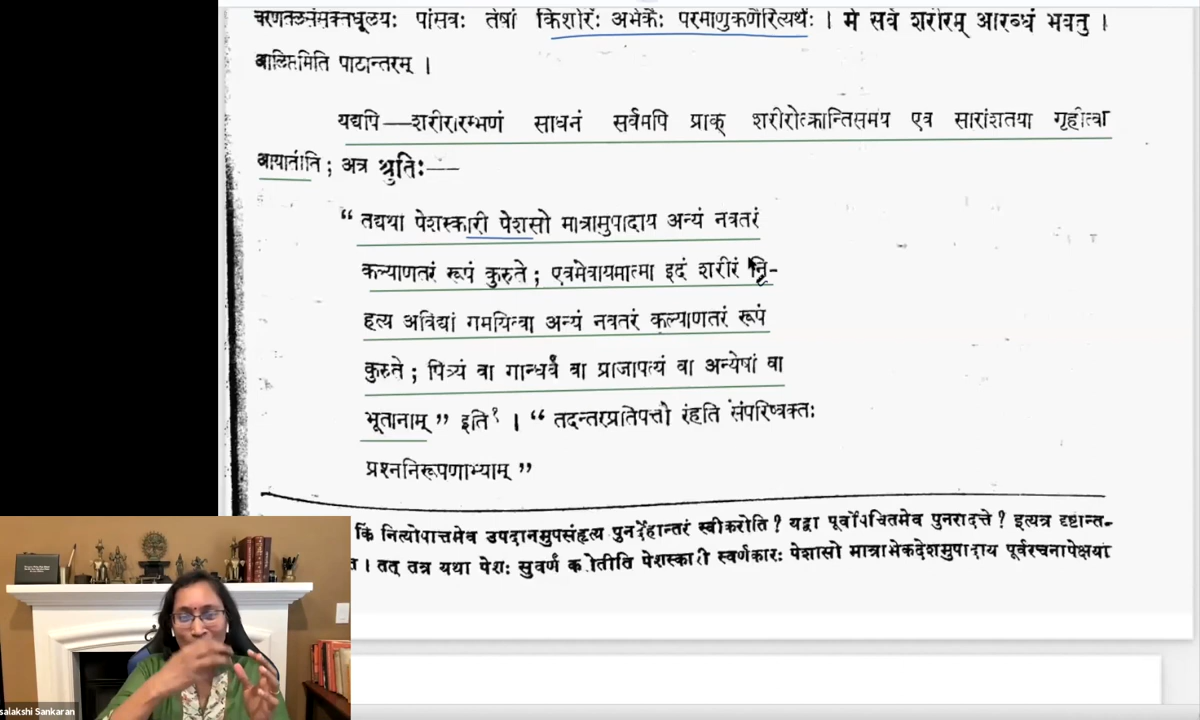 चरणतलसंसक्तधूलयः पांसवः तेषां किशोरैः अर्भकैः परमाणुकणैरित्यर्थः । मे सर्वं शरीरम् आरब्धं भवतु ।
आलिप्तमिति पाठान्तरम् ।
यद्यपि—शरीरारम्भणं साधनं सर्वमपि प्राक् शरीरोत्क्रान्तिसमय एव सारांशतया गृहीत्वा
आयातीति ; अत्र श्रुतिः—
“ तद्यथा पेशस्कारी पेशसो मात्रामुपादाय अन्यं नवतरं
कल्याणतरं रूपं कुरुते ; एवमेवायमात्मा इदं शरीरं नि-
हत्य अविद्यां गमयित्वा अन्यं नवतरं कल्याणतरं रूपं
कुरुते ; पित्र्यं वा गान्धर्वं वा प्राजापत्यं वा अन्येषां वा
भूतानाम् ” इति१ । “ तदन्तरप्रतिपत्तो रंहति संपरिष्वक्तः
प्रश्ननिरूपणाभ्याम् ”
किं नित्योपात्तमेव उपदानमुपसंहृत्य पुनर्देहान्तरं स्वीकरोति ? यद्वा पूर्वोपचितमेव पुनरादत्ते ? इत्यत्र दृष्टान्त-
त । तत् तत्र यथा पेशः सुवर्णं करोतीति पेशस्कारी स्वर्णकारः पेशासो मात्राभेकदेशमुपादाय पूर्वरचनापेक्षया
salakshi Sankaran